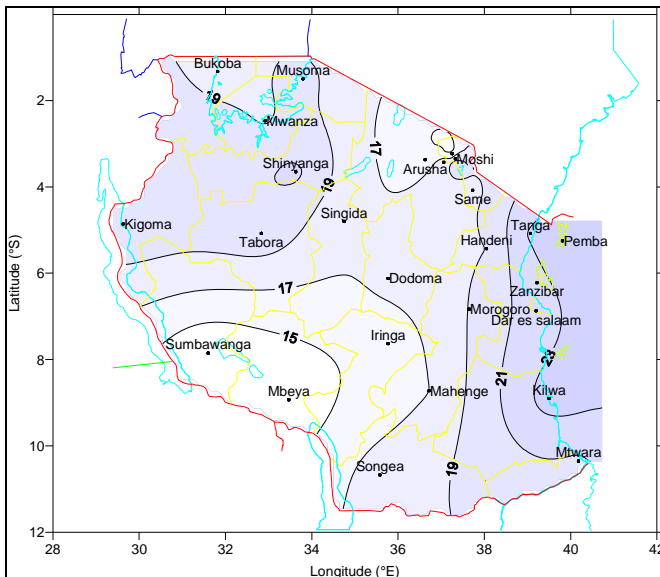 Bukoba
Musoma
19
2
Mwanza
17
Moshi
Arusha
Shinyanga
19
4
Same
Singida
Kigoma
Tanga
Tabora
Handeni
Pemba
6
Dodoma
17
Zanzibar
Morogoro
Dar es salaam
15
Iringa
Sumbawanga
8
23
21
Mbeya
Mahenge
Kilwa
10
Mtwara
Songea
19
12
28
30
32
34
36
38
40
42
Latitude (°S)
Longitude (°E)